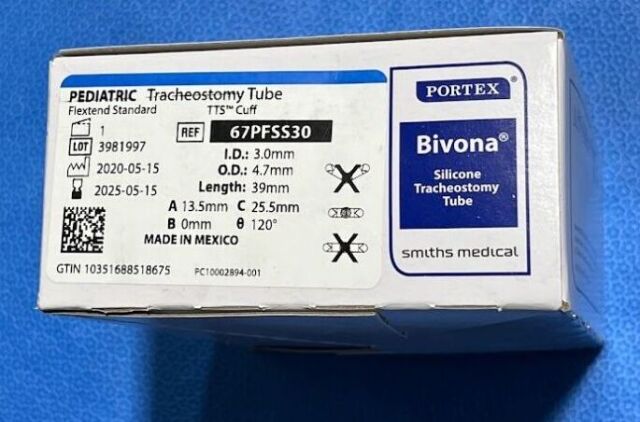 PEDIATRIC Tracheostomy Tube
Flextend Standard TTS™ Cuff
1
REF 67PFSS30
LOT 3981997
2020-05-15
2025-05-15
I.D.: 3.0mm
O.D.: 4.7mm
Length: 39mm
A 13.5mm C 25.5mm
B 0mm θ 120°
MADE IN MEXICO
GTIN 10351688518675
PC10002894-001
PORTEX®
Bivona®
Silicone
Tracheostomy
Tube
smiths medical